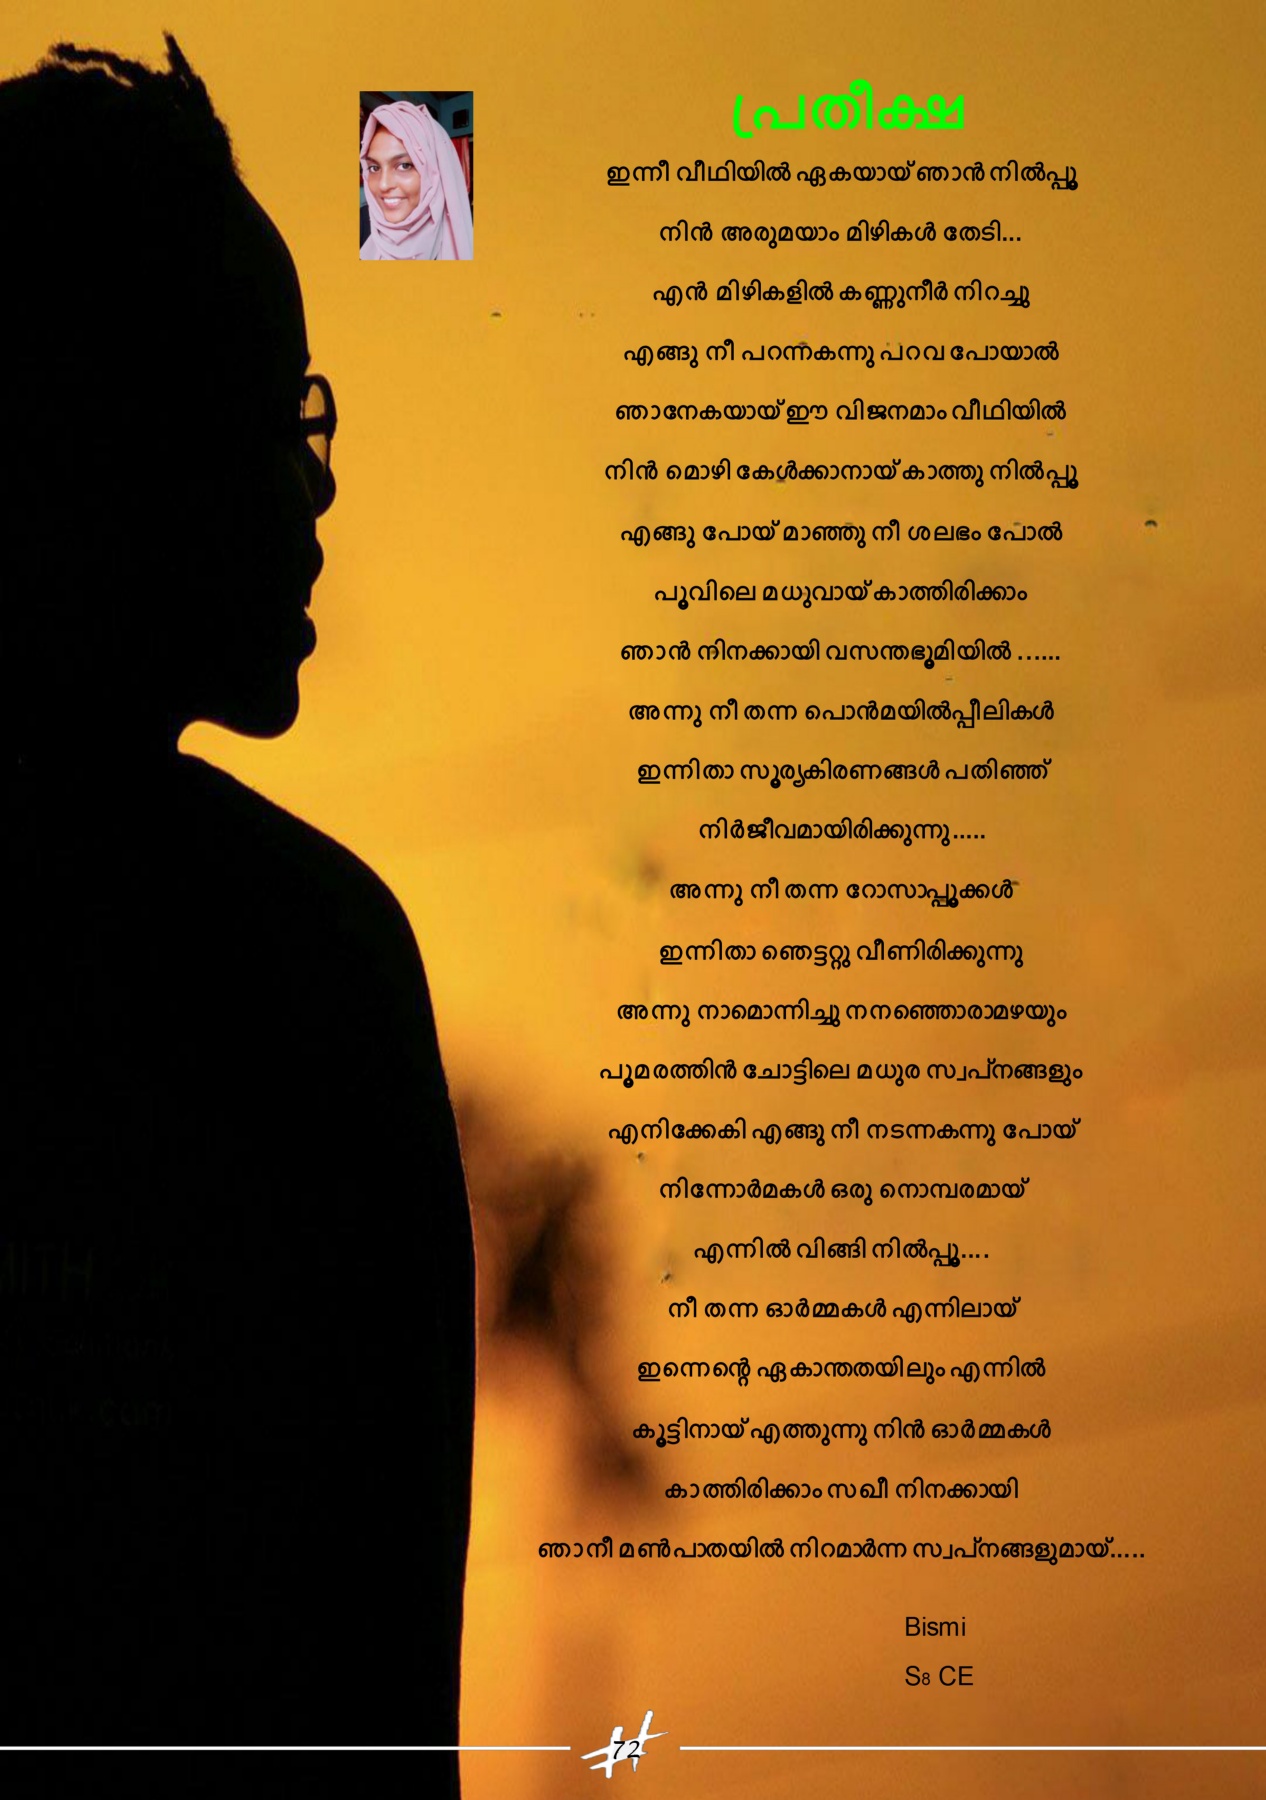 പ്രതീക്ഷ
ഇന്നീ വീഥിയിൽ ഏകയായ് ഞാൻ നിൽപ്പൂ
നിൻ അരുമയാം മിഴികൾ തേടി...
എൻ മിഴികളിൽ കണ്ണുനീർ നിറച്ചു
എങ്ങു നീ പറന്നകന്നു പറവ പോയാൽ
ഞാനേകയായ് ഈ വിജനമാം വീഥിയിൽ
നിൻ മൊഴി കേൾക്കാനായ് കാത്തു നിൽപ്പൂ
എങ്ങു പോയ് മാഞ്ഞു നീ ശലഭം പോൽ
പൂവിലെ മധുവായ് കാത്തിരിക്കാം
ഞാൻ നിനക്കായി വസന്തഭൂമിയിൽ ......
അന്നു നീ തന്ന പൊൻമയിൽപ്പീലികൾ
ഇന്നിതാ സൂര്യകിരണങ്ങൾ പതിഞ്ഞ്
നിർജീവമായിരിക്കുന്നു.....
അന്നു നീ തന്ന റോസാപ്പൂക്കൾ
ഇന്നിതാ ഞെട്ടറ്റു വീണിരിക്കുന്നു
അന്നു നാമൊന്നിച്ചു നനഞ്ഞൊരാമഴയും
പൂമരത്തിൻ ചോട്ടിലെ മധുര സ്വപ്നങ്ങളും
എനിക്കേകി എങ്ങു നീ നടന്നകന്നു പോയ്
നിന്നോർമകൾ ഒരു നൊമ്പരമായ്
എന്നിൽ വിങ്ങി നിൽപ്പൂ....
നീ തന്ന ഓർമ്മകൾ എന്നിലായ്
ഇന്നെന്റെ ഏകാന്തതയിലും എന്നിൽ
കൂട്ടിനായ് എത്തുന്നു നിൻ ഓർമ്മകൾ
കാത്തിരിക്കാം സഖീ നിനക്കായി
ഞാനീ മൺപാതയിൽ നിറമാർന്ന സ്വപ്നങ്ങളുമായ്.....
Bismi
S8 CE
72